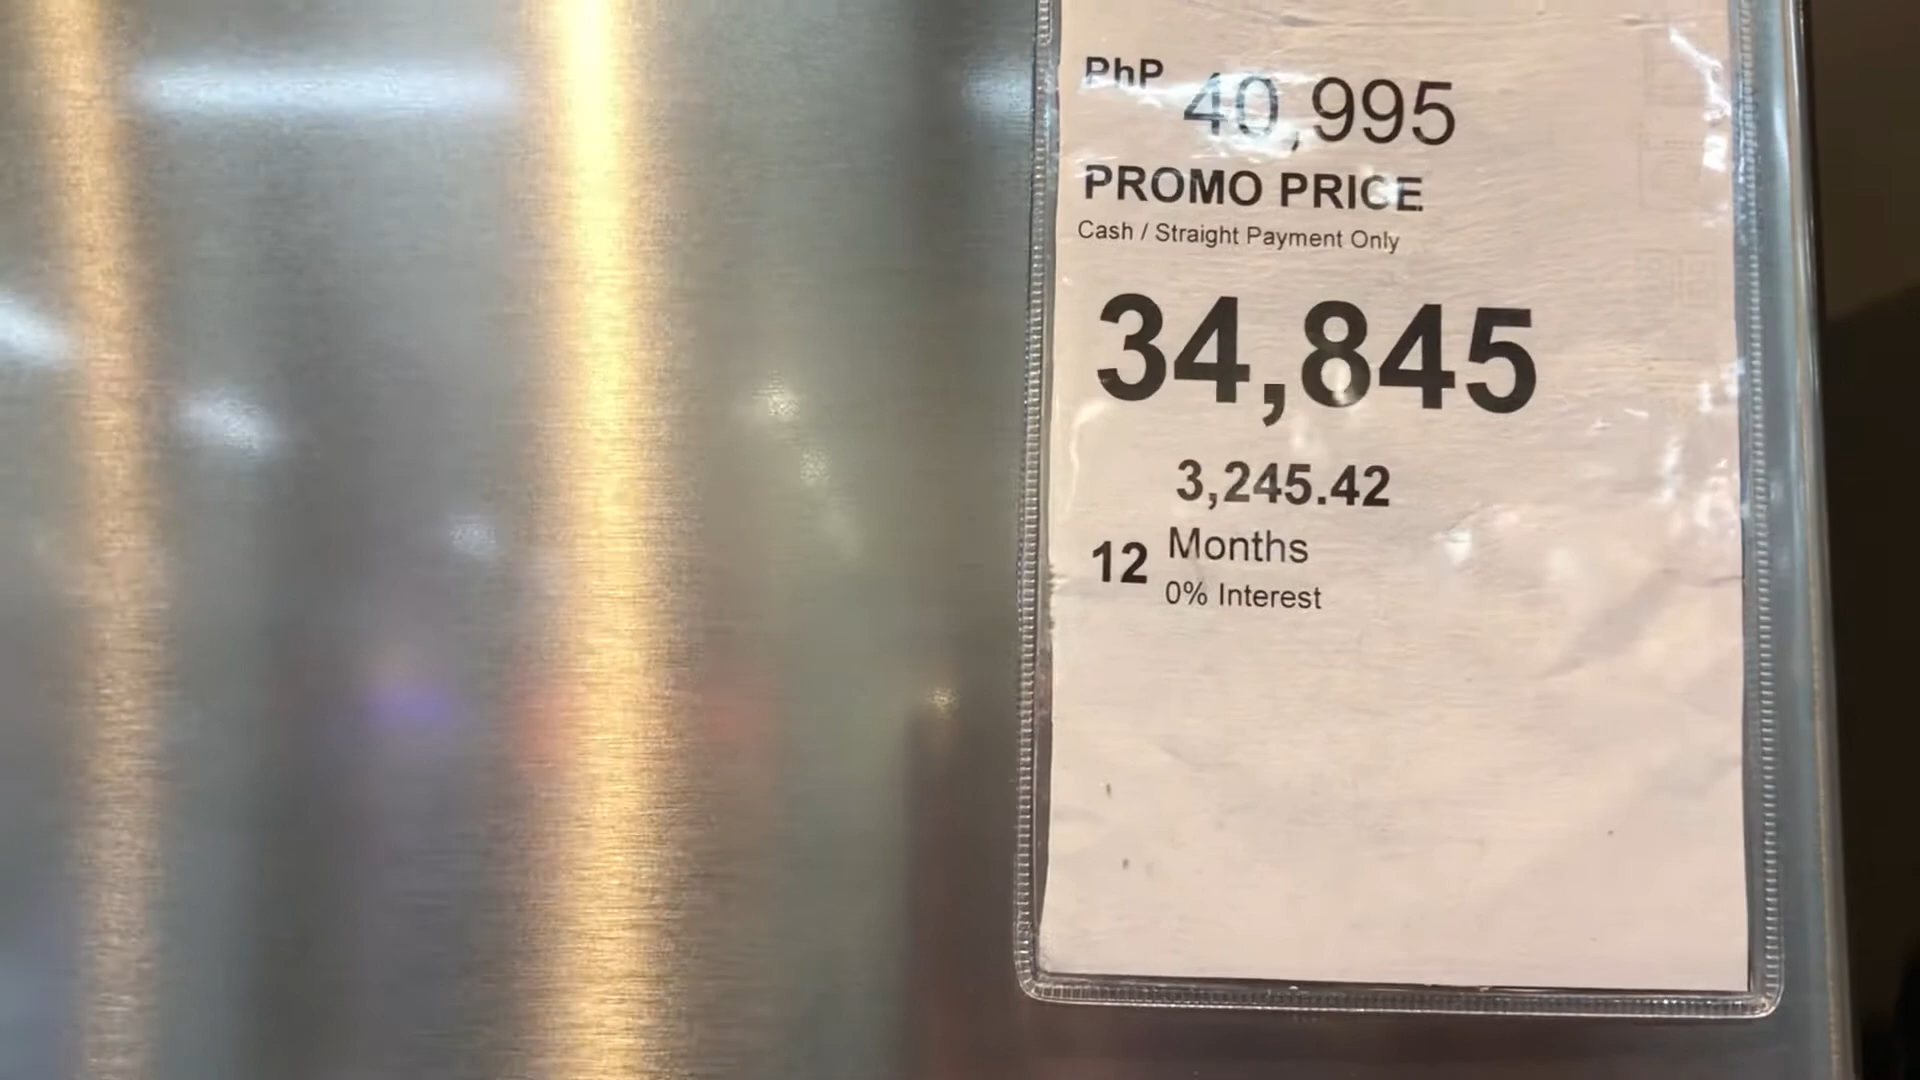 PhP 40,995
PROMO PRICE
Cash / Straight Payment Only
34,845
3,245.42
12 Months
0% Interest